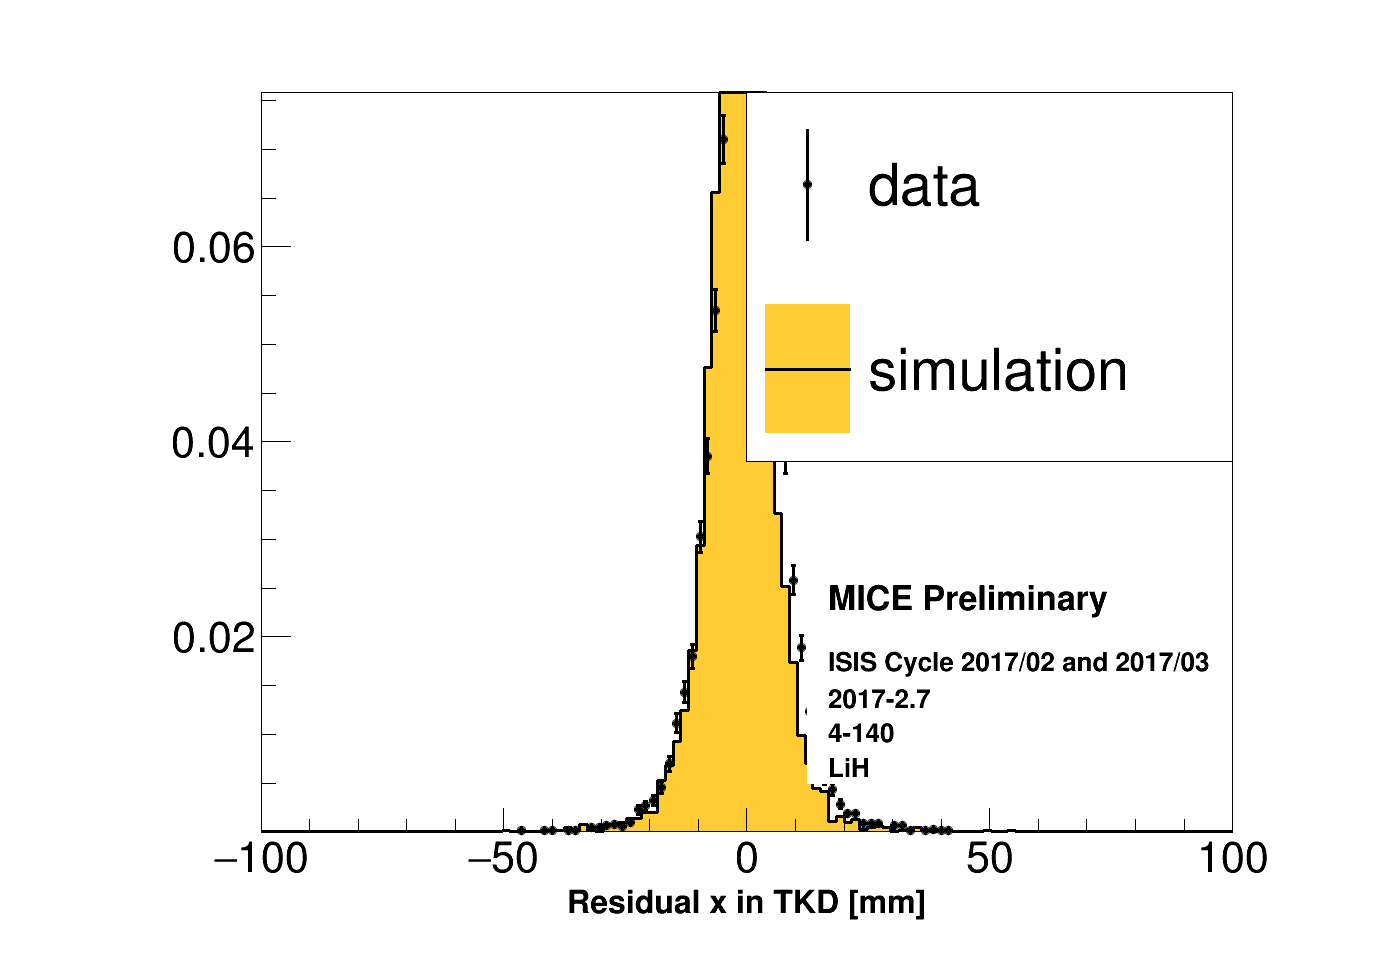 data
simulation
0.06
0.04
0.02
MICE Preliminary
ISIS Cycle 2017/02 and 2017/03
2017-2.7
4-140
LiH
−100 −50 0 50 100
Residual x in TKD [mm]